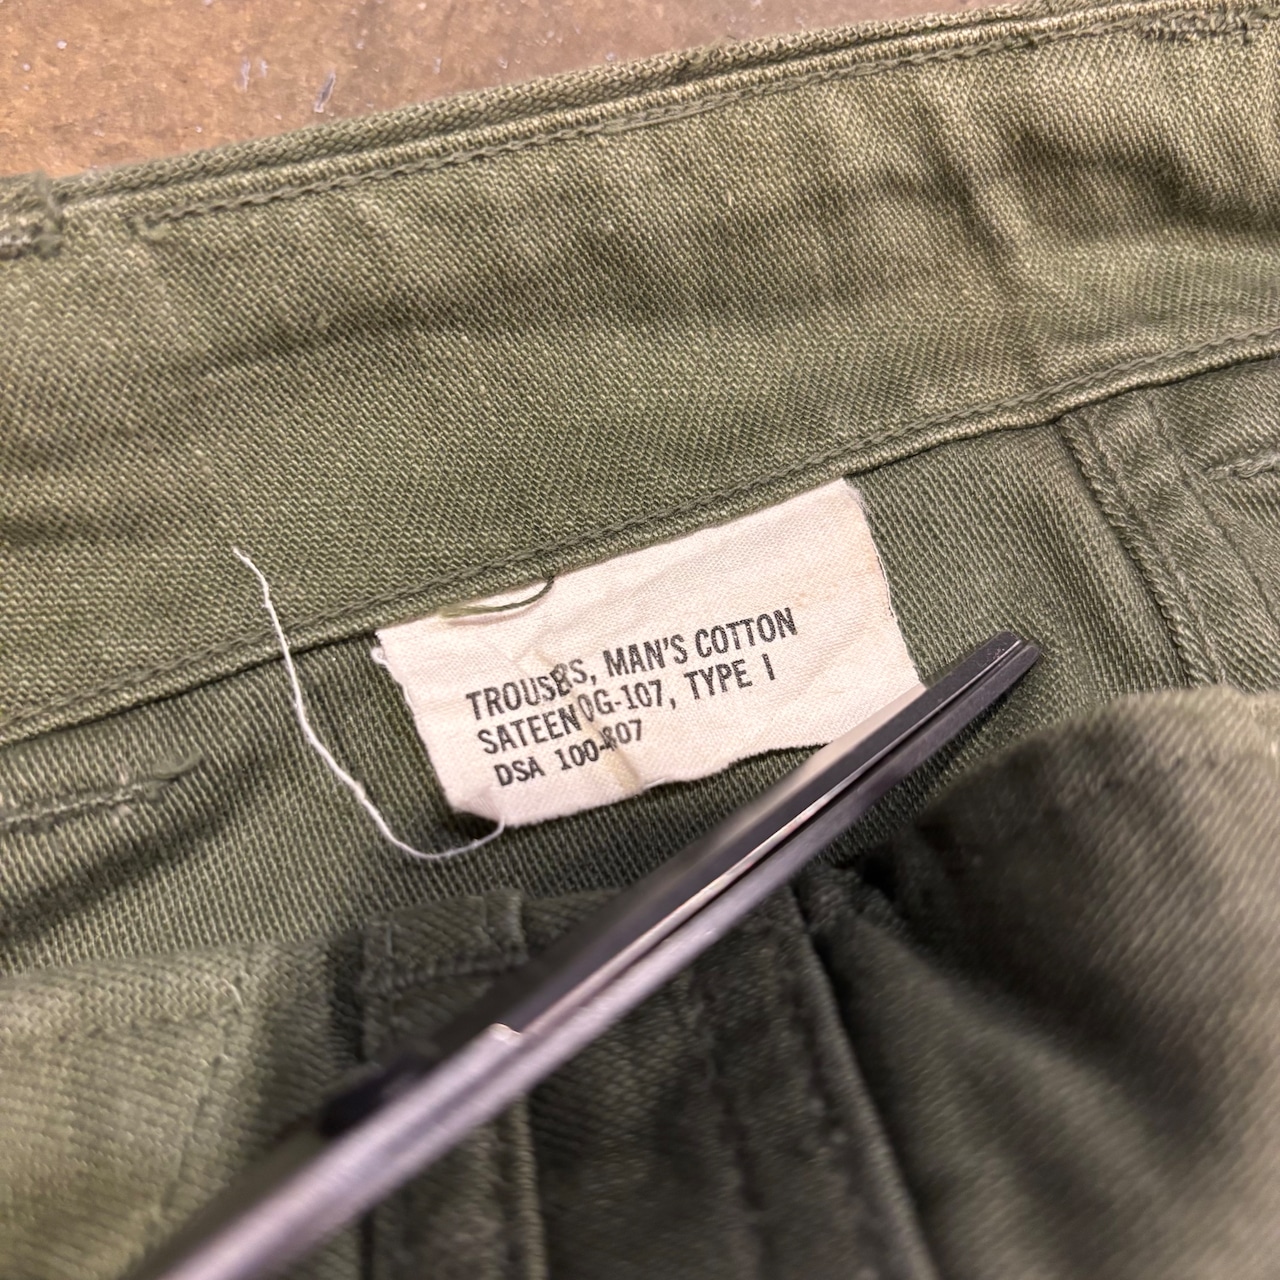 TROUSERS, MAN'S COTTON
SATEEN OG-107, TYPE I
DSA 100-807